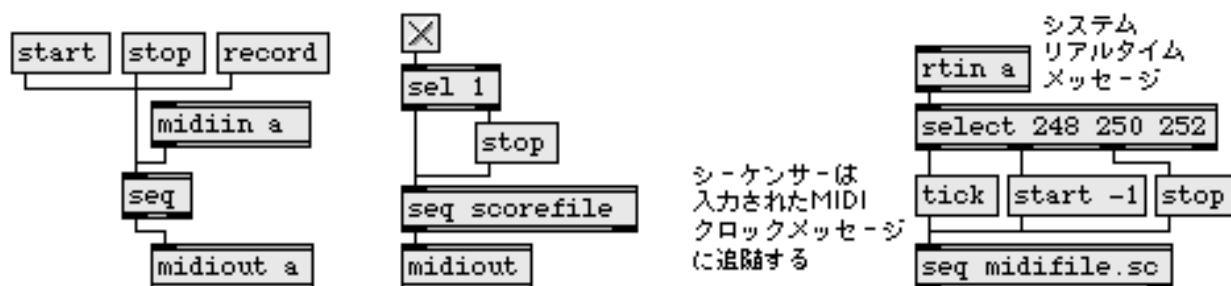 start
stop
record
midiin a
seq
midiout a
sel 1
stop
seq scorefile
midiout
シーケンサーは
入力されたMIDI
クロックメッセージ
に追随する
システム
リアルタイム
メッセージ
rtin a
select 248 250 252
tick
start -1
stop
seq midifile.sc